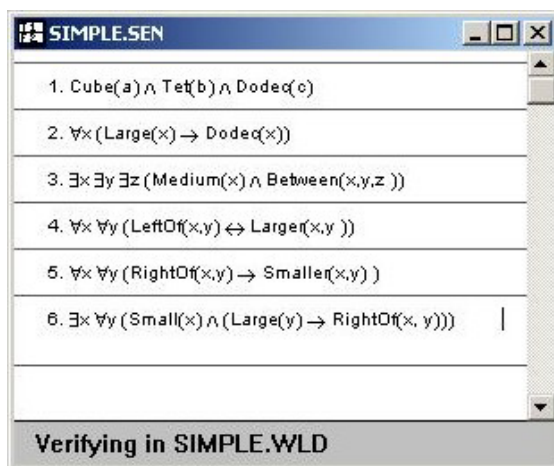 SIMPLE.SEN
1. Cube(a) ∧ Tet(b) ∧ Dodec(c)
2. ∀x (Large(x) → Dodec(x))
3. ∃x ∃y ∃z (Medium(x) ∧ Between(x,y,z ))
4. ∀x ∀y (LeftOf(x,y) ↔ Larger(x,y ))
5. ∀x ∀y (RightOf(x,y) → Smaller(x,y) )
6. ∃x ∀y (Small(x) ∧ (Large(y) → RightOf(x, y)))
Verifying in SIMPLE.WLD